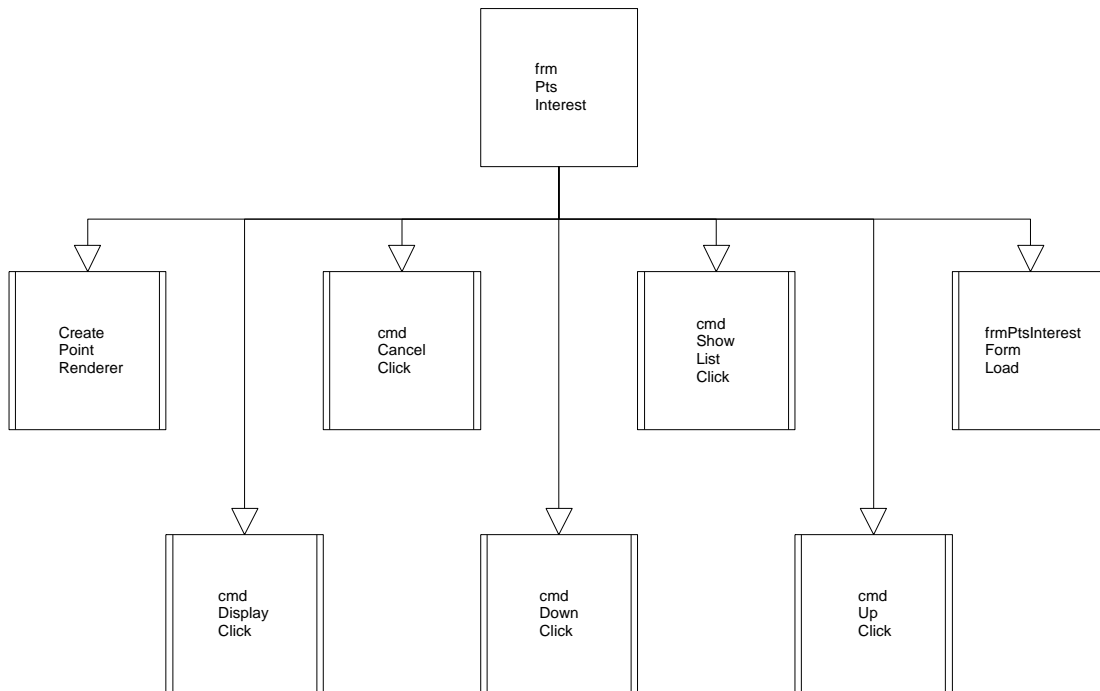 frm
Pts
Interest
Create
Point
Renderer
cmd
Cancel
Click
cmd
Show
List
Click
frmPtsInterest
Form
Load
cmd
Display
Click
cmd
Down
Click
cmd
Up
Click